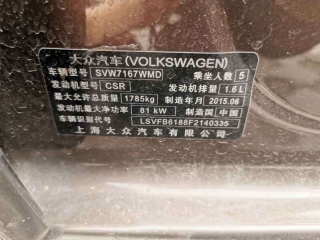 大众汽车(VOLKSWAGEN)
车辆型号 SVW7167WMD 乘坐人数 5
发动机型号 CSR 发动机排量 1.6 L
最大允许总质量 1785kg 制造年月 2015.06
发动机最大净功率 81 kW 制造国 中国
车辆识别代号 LSVFB6185F2140335
上海大众汽车有限公司